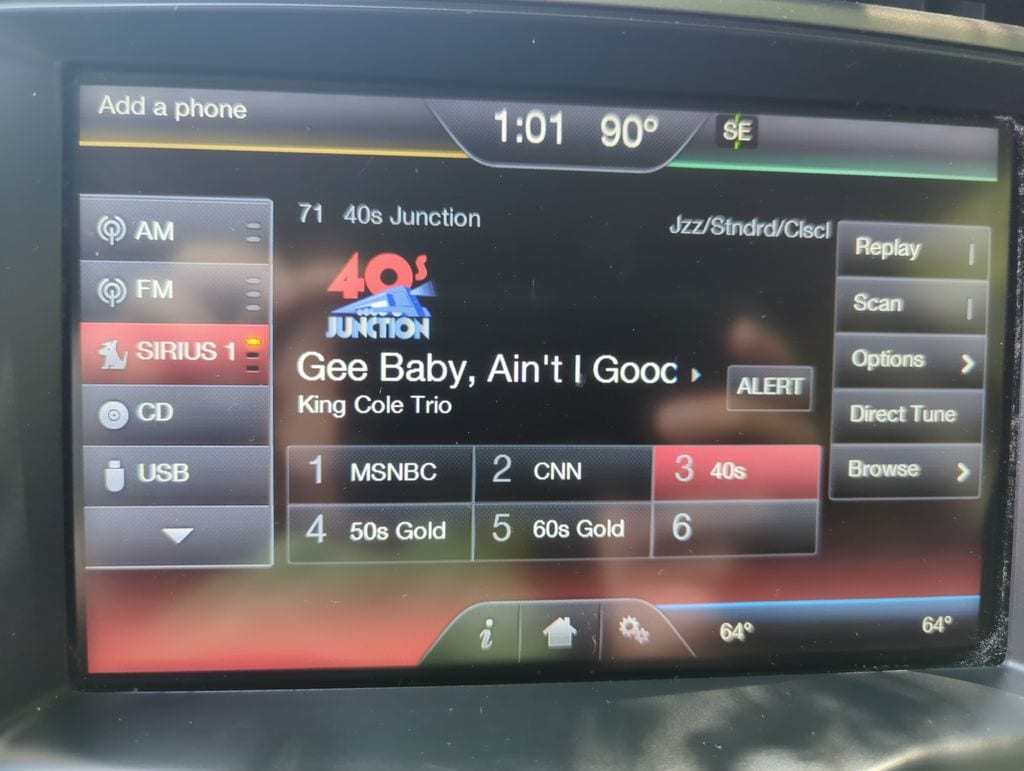 Add a phone
1:01 90°
SE
AM
FM
SIRIUS 1
CD
USB
71 40s Junction
Jzz/Stndrd/Clscl
40s
JUNCTION
Gee Baby, Ain't I Good
King Cole Trio
ALERT
1 MSNBC
2 CNN
3 40s
4 50s Gold
5 60s Gold
6
Replay
Scan
Options
Direct Tune
Browse
i
64°
64°